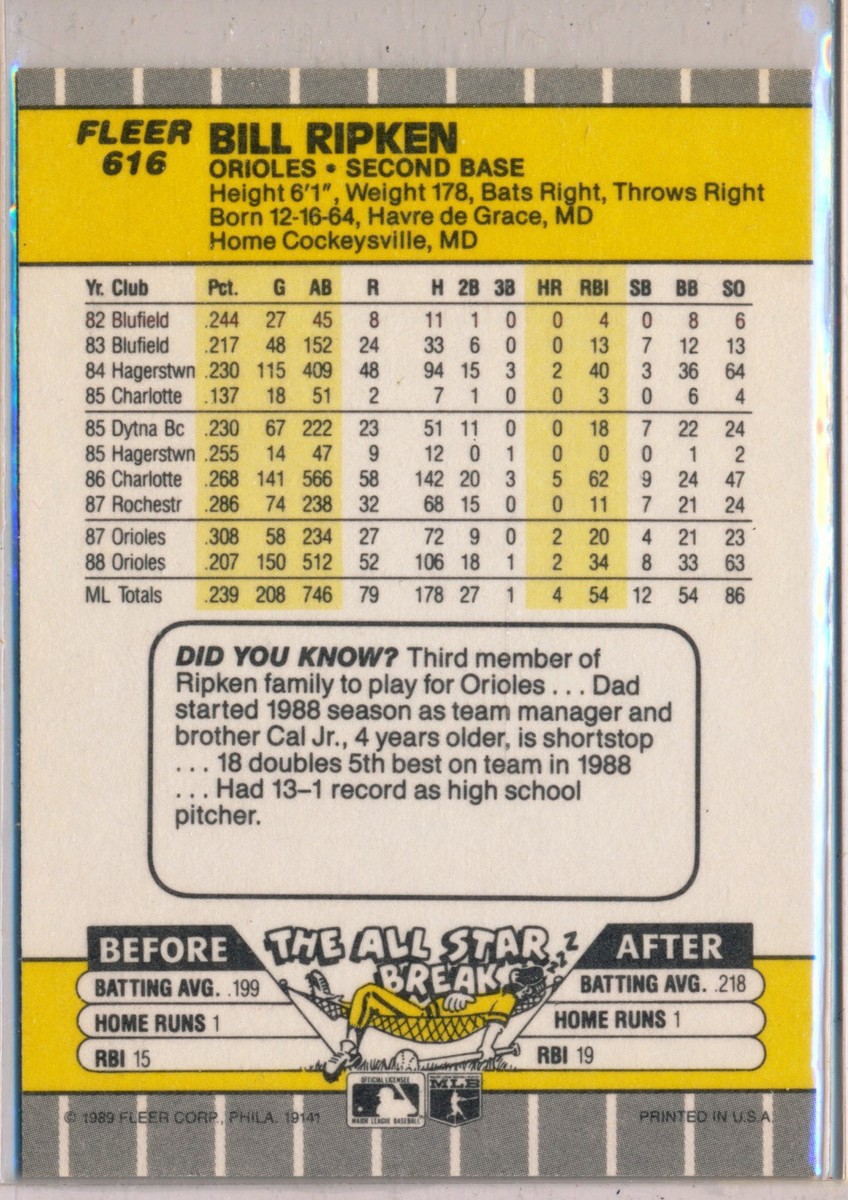 FLEER
616
BILL RIPKEN
ORIOLES • SECOND BASE
Height 6'1", Weight 178, Bats Right, Throws Right
Born 12-16-64, Havre de Grace, MD
Home Cockeysville, MD
Yr. Club Pct. G AB R H 2B 3B HR RBI SB BB SO
82 Blufield .244 27 45 8 11 1 0 0 4 0 8 6
83 Blufield .217 48 152 24 33 6 0 0 13 7 12 13
84 Hagerstwn .230 115 409 48 94 15 3 2 40 3 36 64
85 Charlotte .137 18 51 2 7 1 0 0 3 0 6 4
85 Dytna Bc .230 67 222 23 51 11 0 0 18 7 22 24
85 Hagerstwn .255 14 47 9 12 0 1 0 0 0 1 2
86 Charlotte .268 141 566 58 142 20 3 5 62 9 24 47
87 Rochestr .286 74 238 32 68 15 0 0 11 7 21 24
87 Orioles .308 58 234 27 72 9 0 2 20 4 21 23
88 Orioles .207 150 512 52 106 18 1 2 34 8 33 63
ML Totals .239 208 746 79 178 27 1 4 54 12 54 86
DID YOU KNOW? Third member of
Ripken family to play for Orioles . . . Dad
started 1988 season as team manager and
brother Cal Jr., 4 years older, is shortstop
. . . 18 doubles 5th best on team in 1988
. . . Had 13–1 record as high school
pitcher.
BEFORE
THE ALL STAR
BREAK
ZZZZ
AFTER
BATTING AVG. .199
HOME RUNS 1
RBI 15
BATTING AVG. .218
HOME RUNS 1
RBI 19
OFFICIAL LICENSEE
MAJOR LEAGUE BASEBALL
MLB
© 1989 FLEER CORP., PHILA. 19141
PRINTED IN U.S.A.